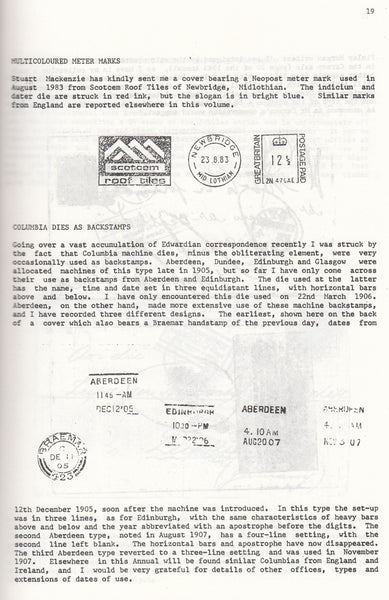 19
MULTICOLOURED METER MARKS
Stuart Mackenzie has kindly sent me a cover bearing a Neopost meter mark used in
August 1983 from Scotcem Roof Tiles of Newbridge, Midlothian. The indicium and
dater die are struck in red ink, but the slogan is in bright blue. Similar marks
from England are reported elsewhere in this volume.
scotcem
roof tiles
NEWBRIDGE
23.8.83
MIDLOTHIAN
GREAT BRITAIN
12½
POSTAGE PAID
COLUMBIA DIES AS BACKSTAMPS
Going over a vast accumulation of Edwardian correspondence recently I was struck by
the fact that Columbia machine dies, minus the obliterating element, were very
occasionally used as backstamps. Aberdeen, Dundee, Edinburgh and Glasgow were
allocated machines of this type late in 1905, but so far I have only come across
their use as backstamps from Aberdeen and Edinburgh. The die used at the latter
has the name, time and date set in three equidistant lines, with horizontal bars
above and below. I have only encountered this die used on 22nd March 1906.
Aberdeen, on the other hand, made more extensive use of these machine backstamps,
and I have recorded three different designs. The earliest, shown here on the back
of a cover which also bears a Braemar handstamp of the previous day, dates from
ABERDEEN
1145-AM
DEC12'05
EDINBURGH
1030-PM
ABERDEEN
4.10AM
AUG2007
ABERDEEN
AM
07
BRAEMAR
C
DE 11
05
523
12th December 1905, soon after the machine was introduced. In this type the set-up
was in three lines, as for Edinburgh, with the same characteristics of heavy bars
above and below and the year abbreviated with an apostrophe before the digits. The
second Aberdeen type, noted in August 1907, has a four-line setting, with the
second line left blank. The horizontal bars and apostrophe have now disappeared.
The third Aberdeen type reverted to a three-line setting and was used in November
1907. Elsewhere in this Annual will be found similar Columbias from England and
Ireland, and I would be very grateful for details of other offices, types and
extensions of dates of use.